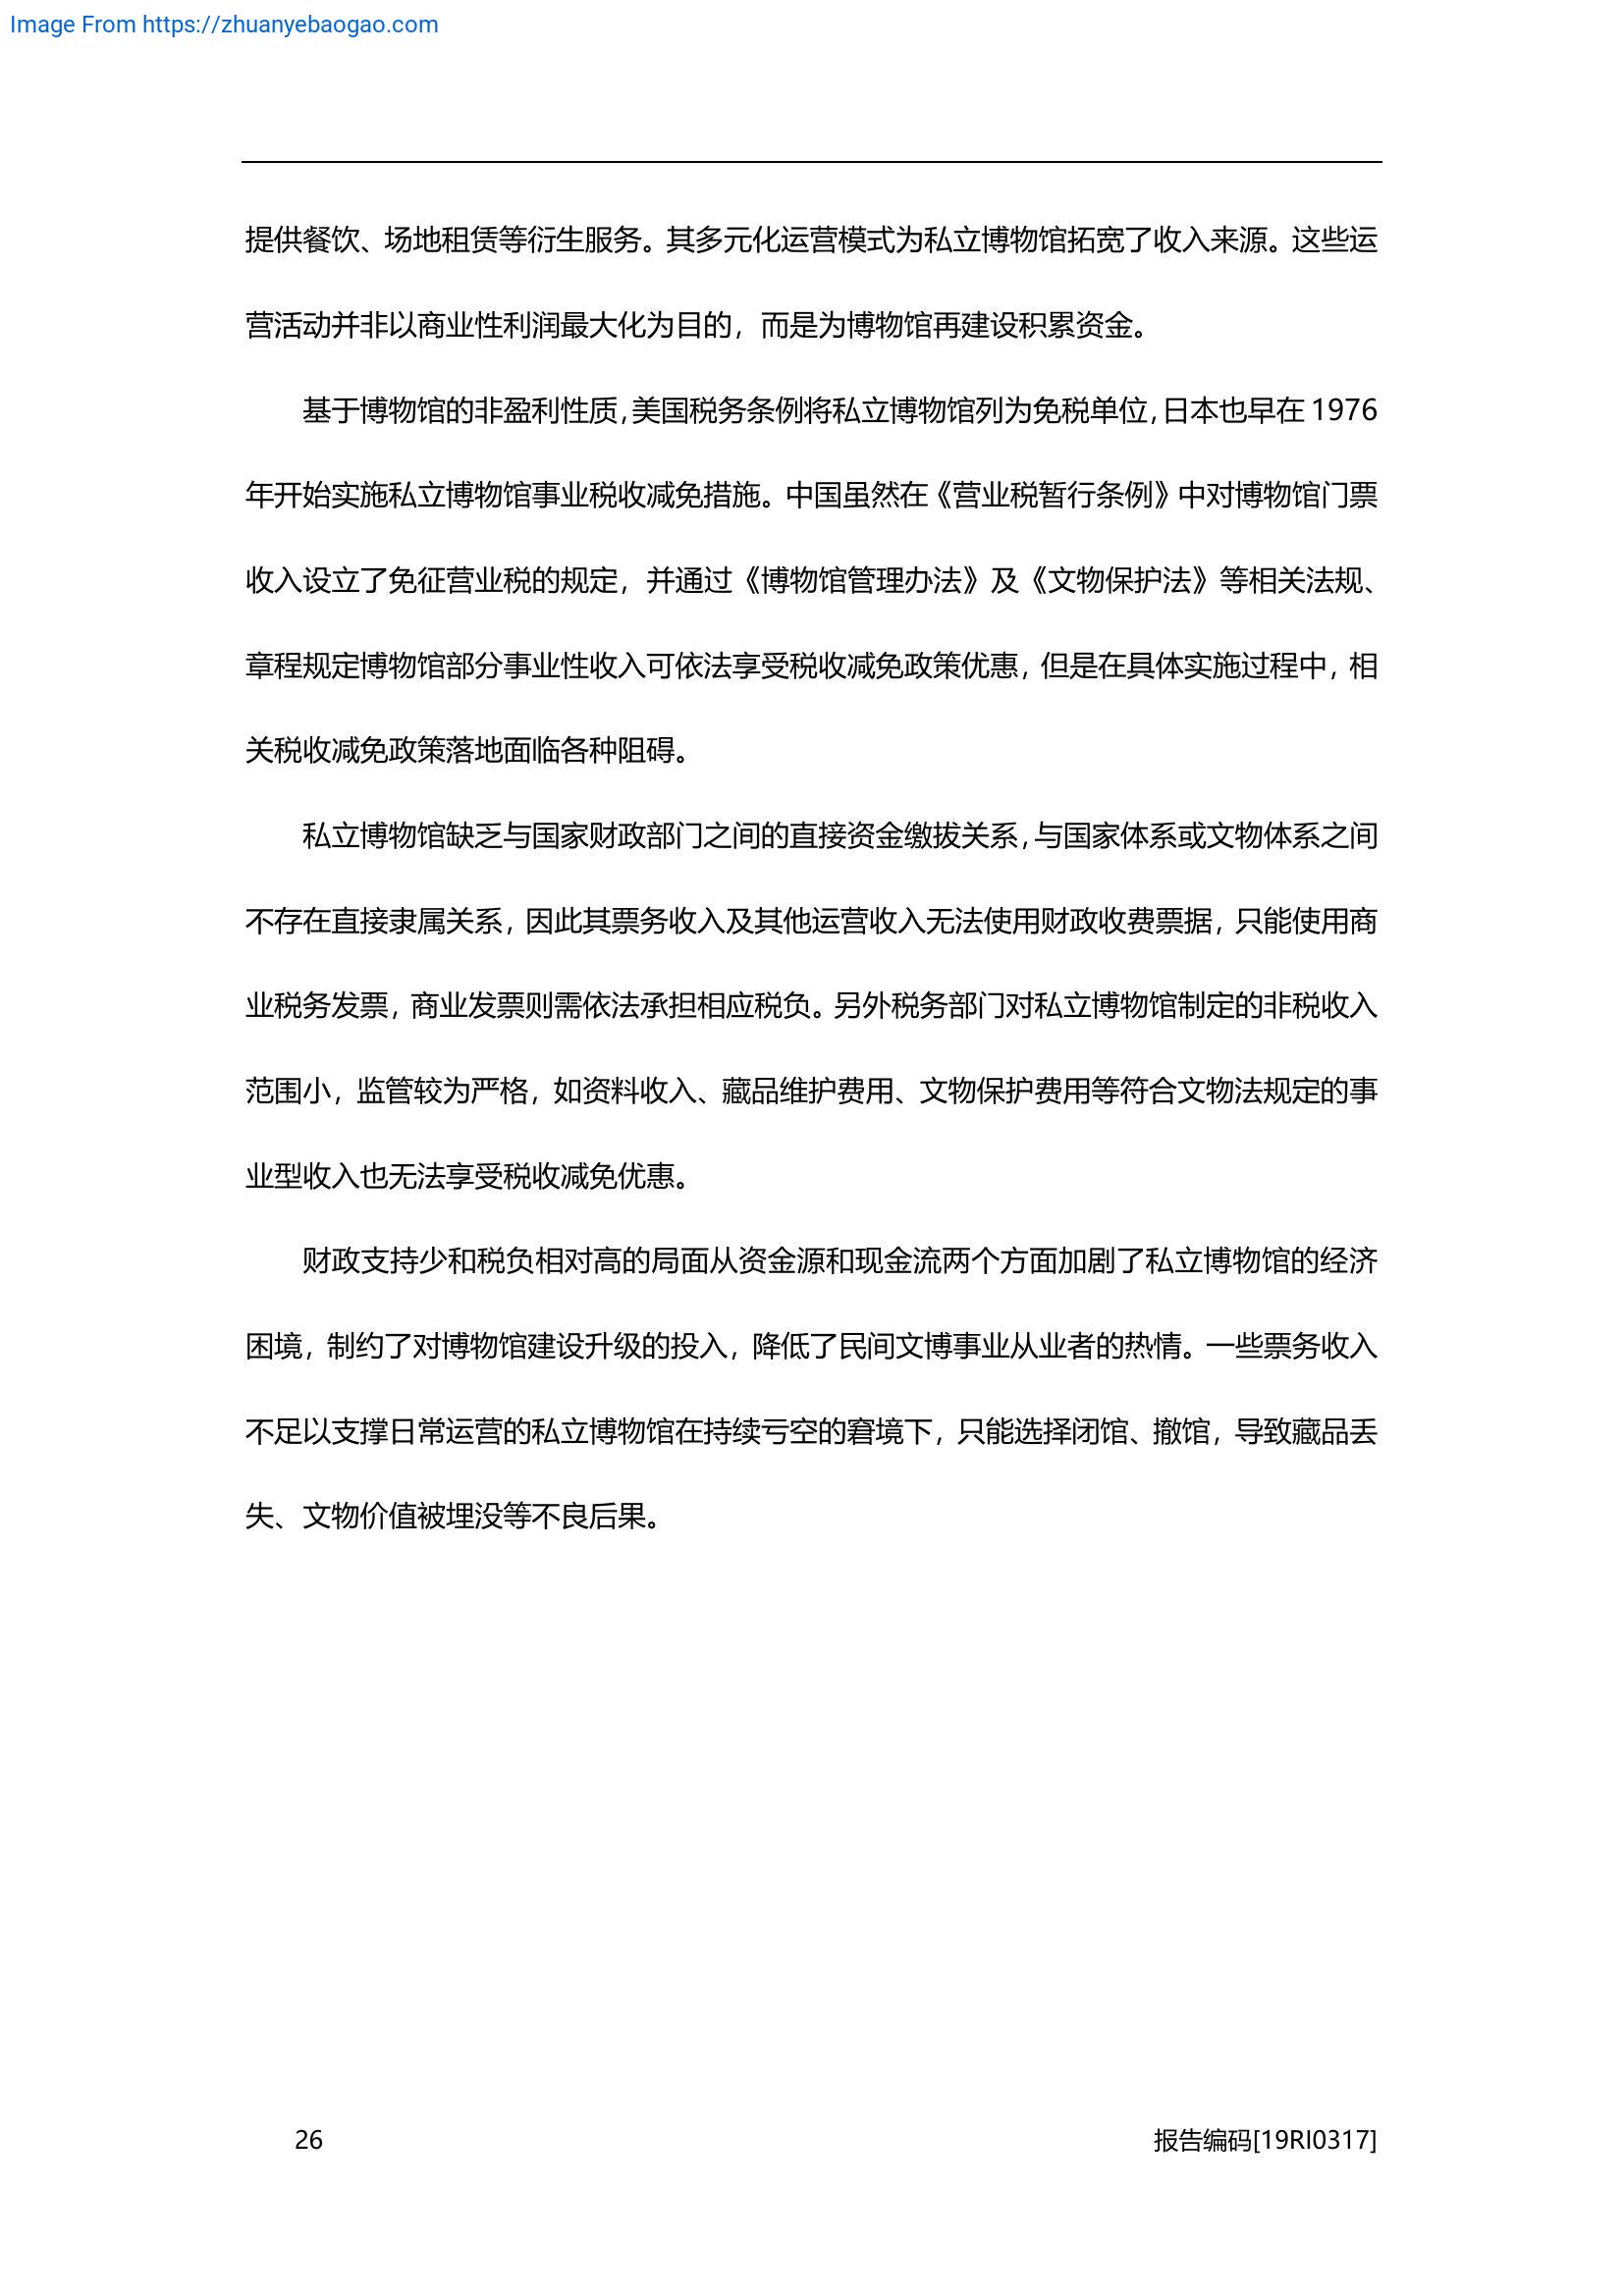 Image From https://zhuanyebaogao.com
提供餐饮、场地租赁等衍生服务。其多元化运营模式为私立博物馆拓宽了收入来源。这些运
营活动并非以商业性利润最大化为目的，而是为博物馆再建设积累资金。
基于博物馆的非盈利性质，美国税务条例将私立博物馆列为免税单位，日本也早在 1976
年开始实施私立博物馆事业税收减免措施。中国虽然在《营业税暂行条例》中对博物馆门票
收入设立了免征营业税的规定，并通过《博物馆管理办法》及《文物保护法》等相关法规、
章程规定博物馆部分事业性收入可依法享受税收减免政策优惠，但是在具体实施过程中，相
关税收减免政策落地面临各种阻碍。
私立博物馆缺乏与国家财政部门之间的直接资金缴拔关系，与国家体系或文物体系之间
不存在直接隶属关系，因此其票务收入及其他运营收入无法使用财政收费票据，只能使用商
业税务发票，商业发票则需依法承担相应税负。另外税务部门对私立博物馆制定的非税收入
范围小，监管较为严格，如资料收入、藏品维护费用、文物保护费用等符合文物法规定的事
业型收入也无法享受税收减免优惠。
财政支持少和税负相对高的局面从资金源和现金流两个方面加剧了私立博物馆的经济
困境，制约了对博物馆建设升级的投入，降低了民间文博事业从业者的热情。一些票务收入
不足以支撑日常运营的私立博物馆在持续亏空的窘境下，只能选择闭馆、撤馆，导致藏品丢
失、文物价值被埋没等不良后果。
26 报告编码[19RI0317]